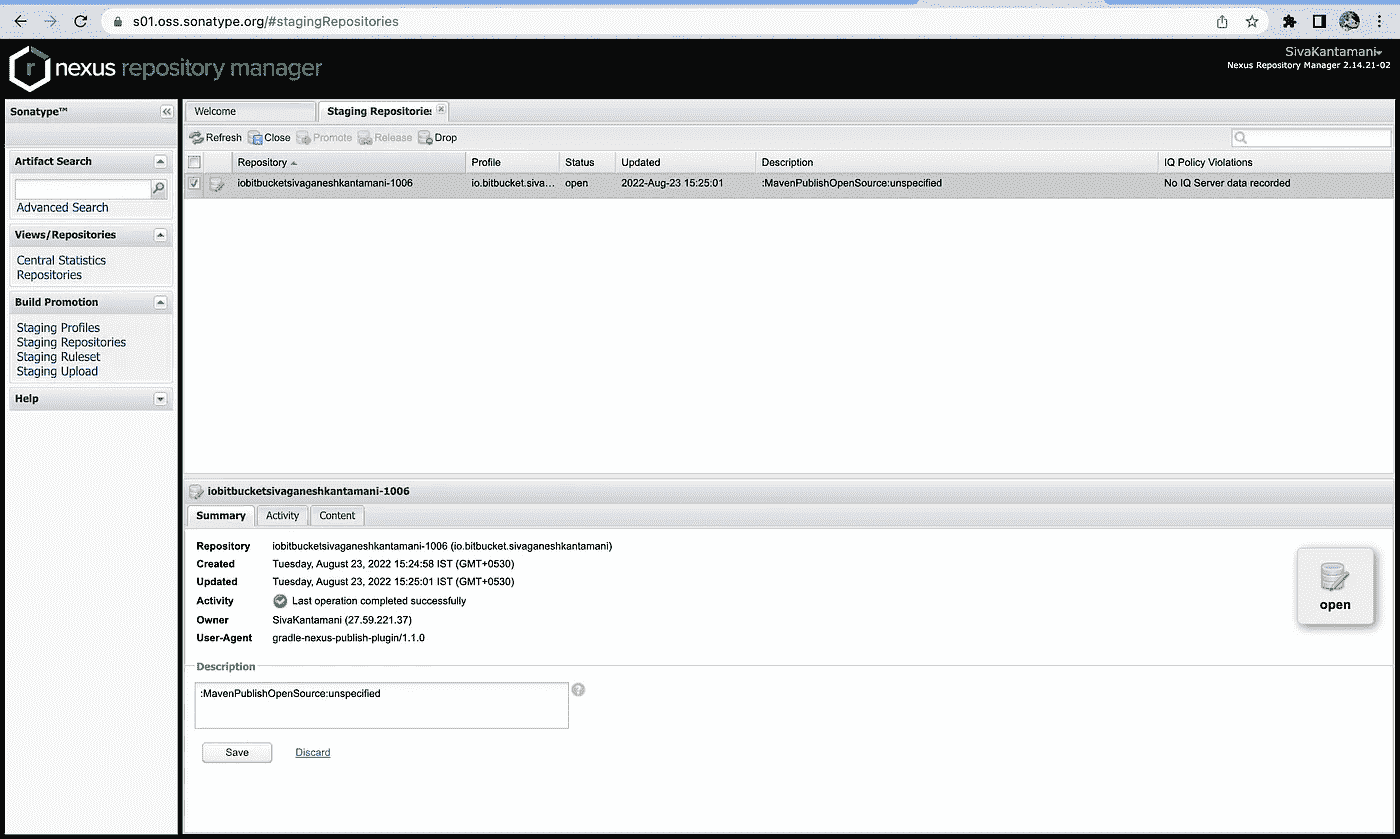 s01.oss.sonatype.org/#stagingRepositories
nexus repository manager
SivaKantamani
Nexus Repository Manager 2.14.21-02
Sonatype™
Welcome
Staging Repositories
Refresh Close Promote Release Drop
Artifact Search
Advanced Search
Views/Repositories
Central Statistics
Repositories
Build Promotion
Staging Profiles
Staging Repositories
Staging Ruleset
Staging Upload
Help
Repository Profile Status Updated Description IQ Policy Violations
iobitbucketsivaganeshkantamani-1006 io.bitbucket.siva... open 2022-Aug-23 15:25:01 :MavenPublishOpenSource:unspecified No IQ Server data recorded
iobitbucketsivaganeshkantamani-1006
Summary Activity Content
Repository iobitbucketsivaganeshkantamani-1006 (io.bitbucket.sivaganeshkantamani)
Created Tuesday, August 23, 2022 15:24:58 IST (GMT+0530)
Updated Tuesday, August 23, 2022 15:25:01 IST (GMT+0530)
Activity Last operation completed successfully
Owner SivaKantamani (27.59.221.37)
User-Agent gradle-nexus-publish-plugin/1.1.0
open
Description
:MavenPublishOpenSource:unspecified
Save Discard